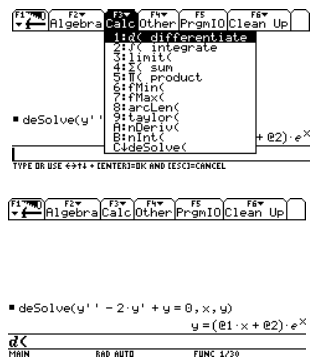 F1 F2▾ F3▾ F4▾ F5 F6▾
Algebra Calc Other PrgmIO Clean Up
1:d( differentiate
2:∫( integrate
3:limit(
4:Σ( sum
5:Π( product
6:fMin(
7:fMax(
8:arcLen(
9:taylor(
A:nDeriv(
B:nInt(
C↓deSolve(
▪ deSolve(y'' + @2)·e^x
TYPE OR USE ←→↑↓ + [ENTER]=OK AND [ESC]=CANCEL
F1 F2▾ F3▾ F4▾ F5 F6▾
Algebra Calc Other PrgmIO Clean Up
▪ deSolve(y'' - 2·y' + y = 0, x, y)
y = (@1·x + @2)·e^x
d(
MAIN RAD AUTO FUNC 1/30